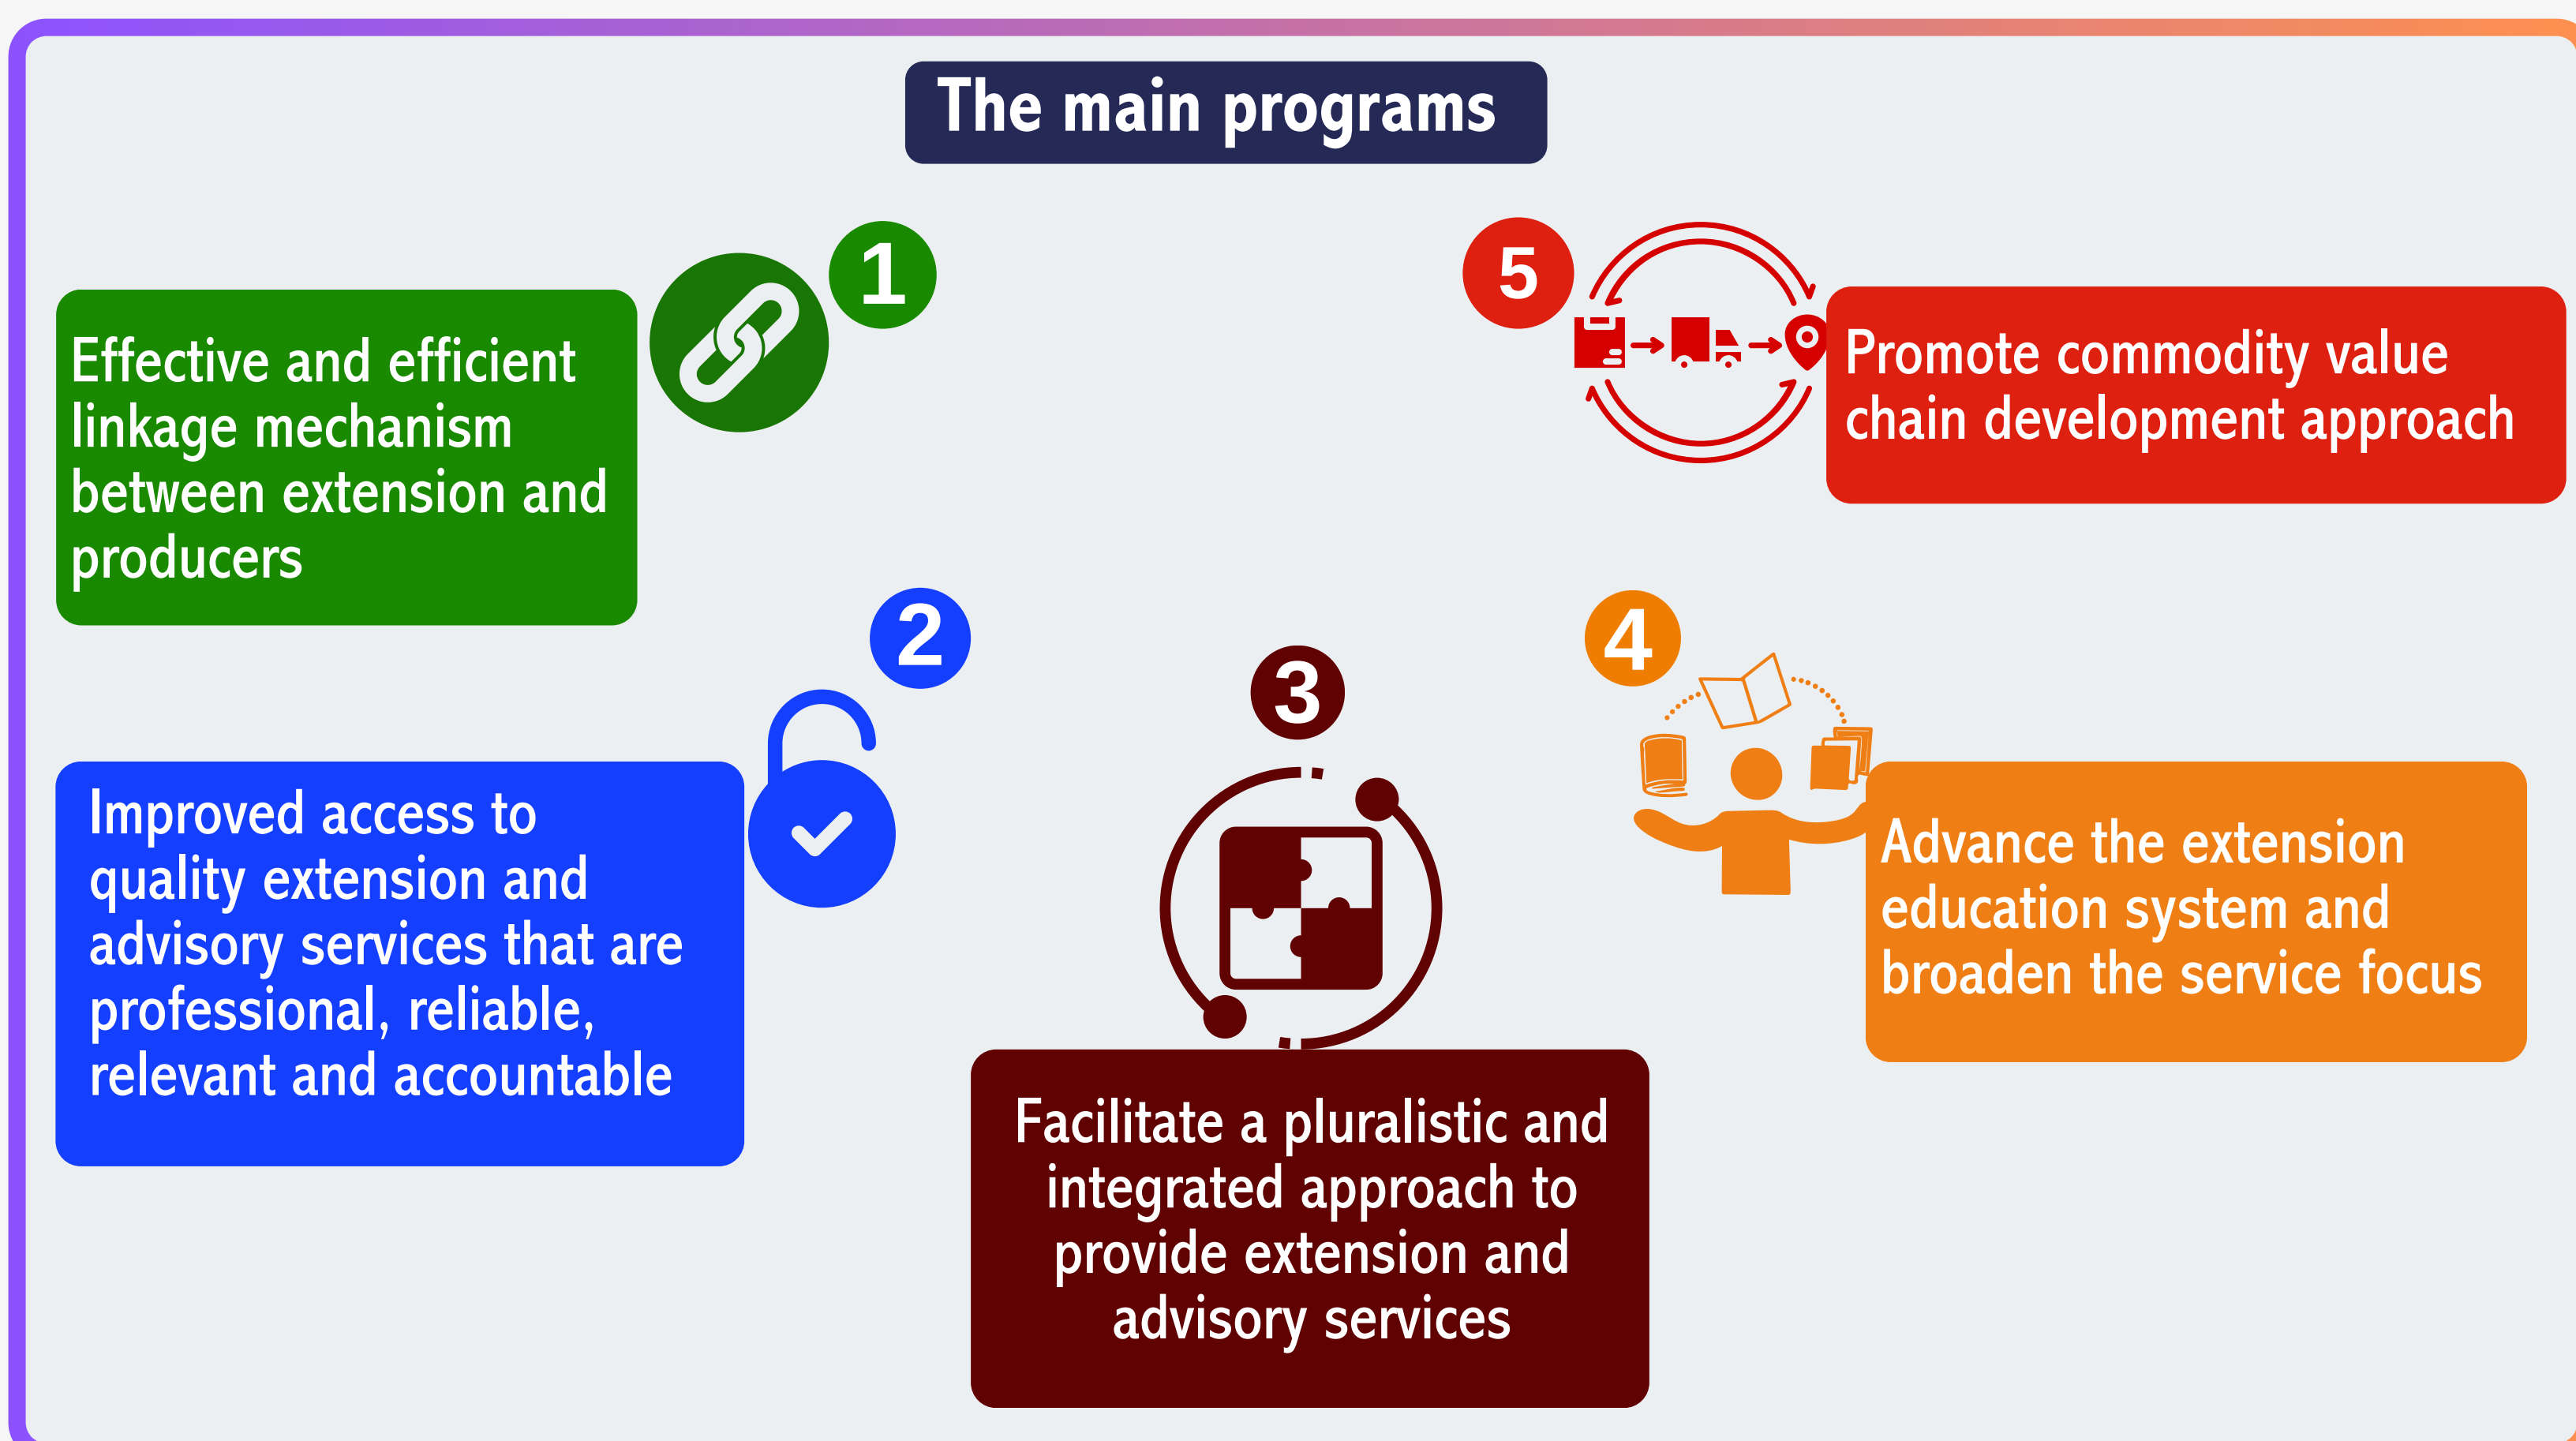 The main programs
1
Effective and efficient
linkage mechanism
between extension and
producers
2
Improved access to
quality extension and
advisory services that are
professional, reliable,
relevant and accountable
3
Facilitate a pluralistic and
integrated approach to
provide extension and
advisory services
4
Advance the extension
education system and
broaden the service focus
5
Promote commodity value
chain development approach